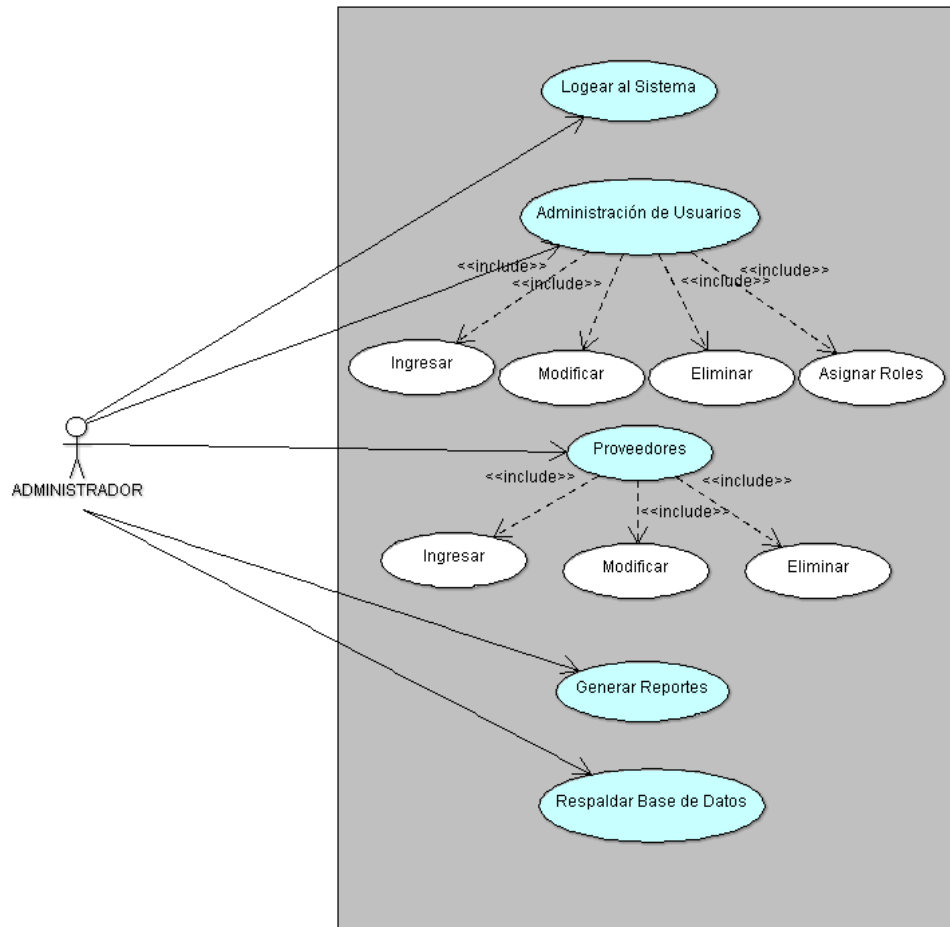 Logear al Sistema
Administración de Usuarios
<<include>>
<<include>>
<<include>>
<<include>>
Ingresar
Modificar
Eliminar
Asignar Roles
Proveedores
<<include>>
<<include>>
<<include>>
ADMINISTRADOR
Ingresar
Modificar
Eliminar
Generar Reportes
Respaldar Base de Datos